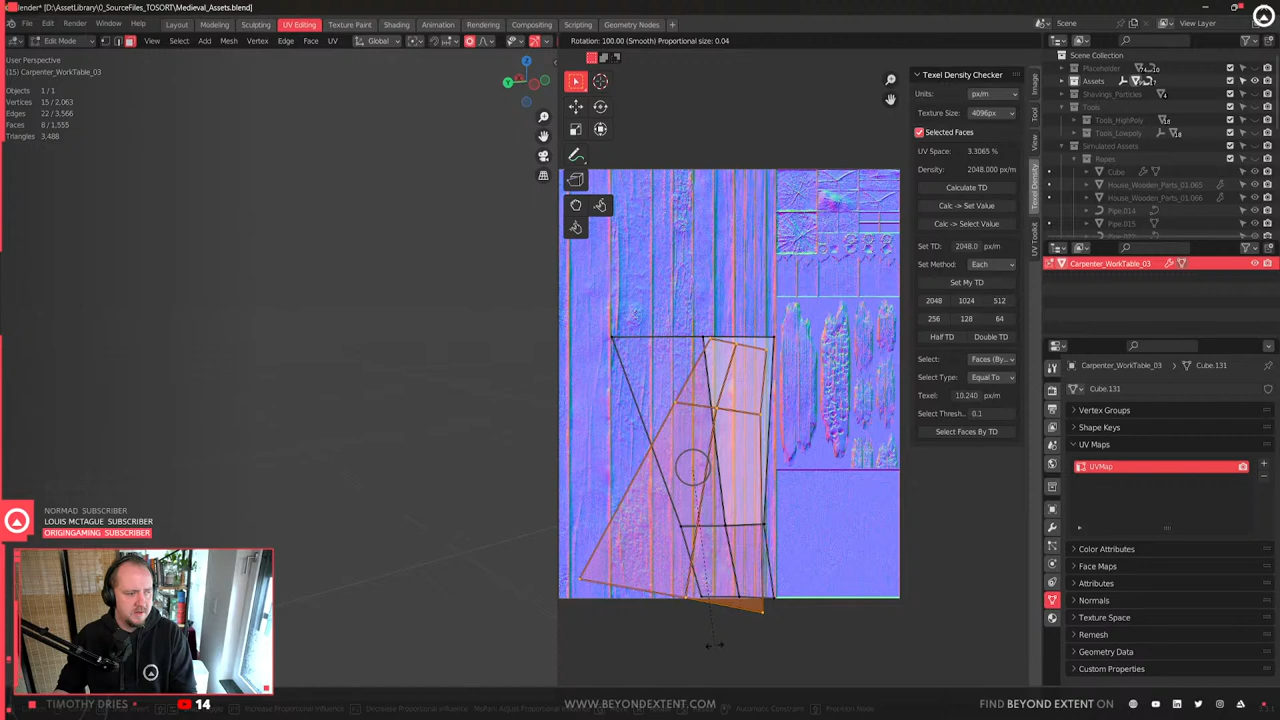 Blender* [D:\AssetLibrary\0_SourceFiles_TOSORT\Medieval_Assets.blend]
File Edit Render Window Help
Layout Modeling Sculpting UV Editing Texture Paint Shading Animation Rendering Compositing Scripting Geometry Nodes +
Scene
View Layer
Edit Mode View Select Add Mesh Vertex Edge Face UV Global
Rotation: 100.00 (Smooth) Proportional size: 0.04
User Perspective
(15) Carpenter_WorkTable_03
Objects 1/1
Vertices 15/2,063
Edges 22/3,566
Faces 8/1,555
Triangles 3,488
Z
Y
Texel Density Checker
Units: px/m
Texture Size: 4096px
Selected Faces
UV Space: 3.3065 %
Density: 2048.000 px/m
Calculate TD
Calc -> Set Value
Calc -> Select Value
Set TD: 2048.0 px/m
Set Method: Each
Set My TD
2048 1024 512
256 128 64
Half TD Double TD
Select: Faces (By...
Select Type: Equal To
Texel: 10.240 px/m
Select Thresh.. 0.1
Select Faces By TD
Image
Tool
View
Texel Density
UV Toolkit
Scene Collection
Placeholder
Assets
Shavings_Particles
Tools
Tools_HighPoly
Tools_Lowpoly
Simulated Assets
Ropes
Cube
House_Wooden_Parts_01.065
House_Wooden_Parts_01.066
Pipe.014
Pipe.015
Carpenter_WorkTable_03
Carpenter_WorkTable_03 Cube.131
Cube.131
Vertex Groups
Shape Keys
UV Maps
UVMap
Color Attributes
Face Maps
Attributes
Normals
Texture Space
Remesh
Geometry Data
Custom Properties
NORMAD SUBSCRIBER
LOUIS MCTAGUE SUBSCRIBER
ORIGINGAMING SUBSCRIBER
TIMOTHY DRIES
14
WWW.BEYONDEXTENT.COM
FIND BEYOND EXTENT ON